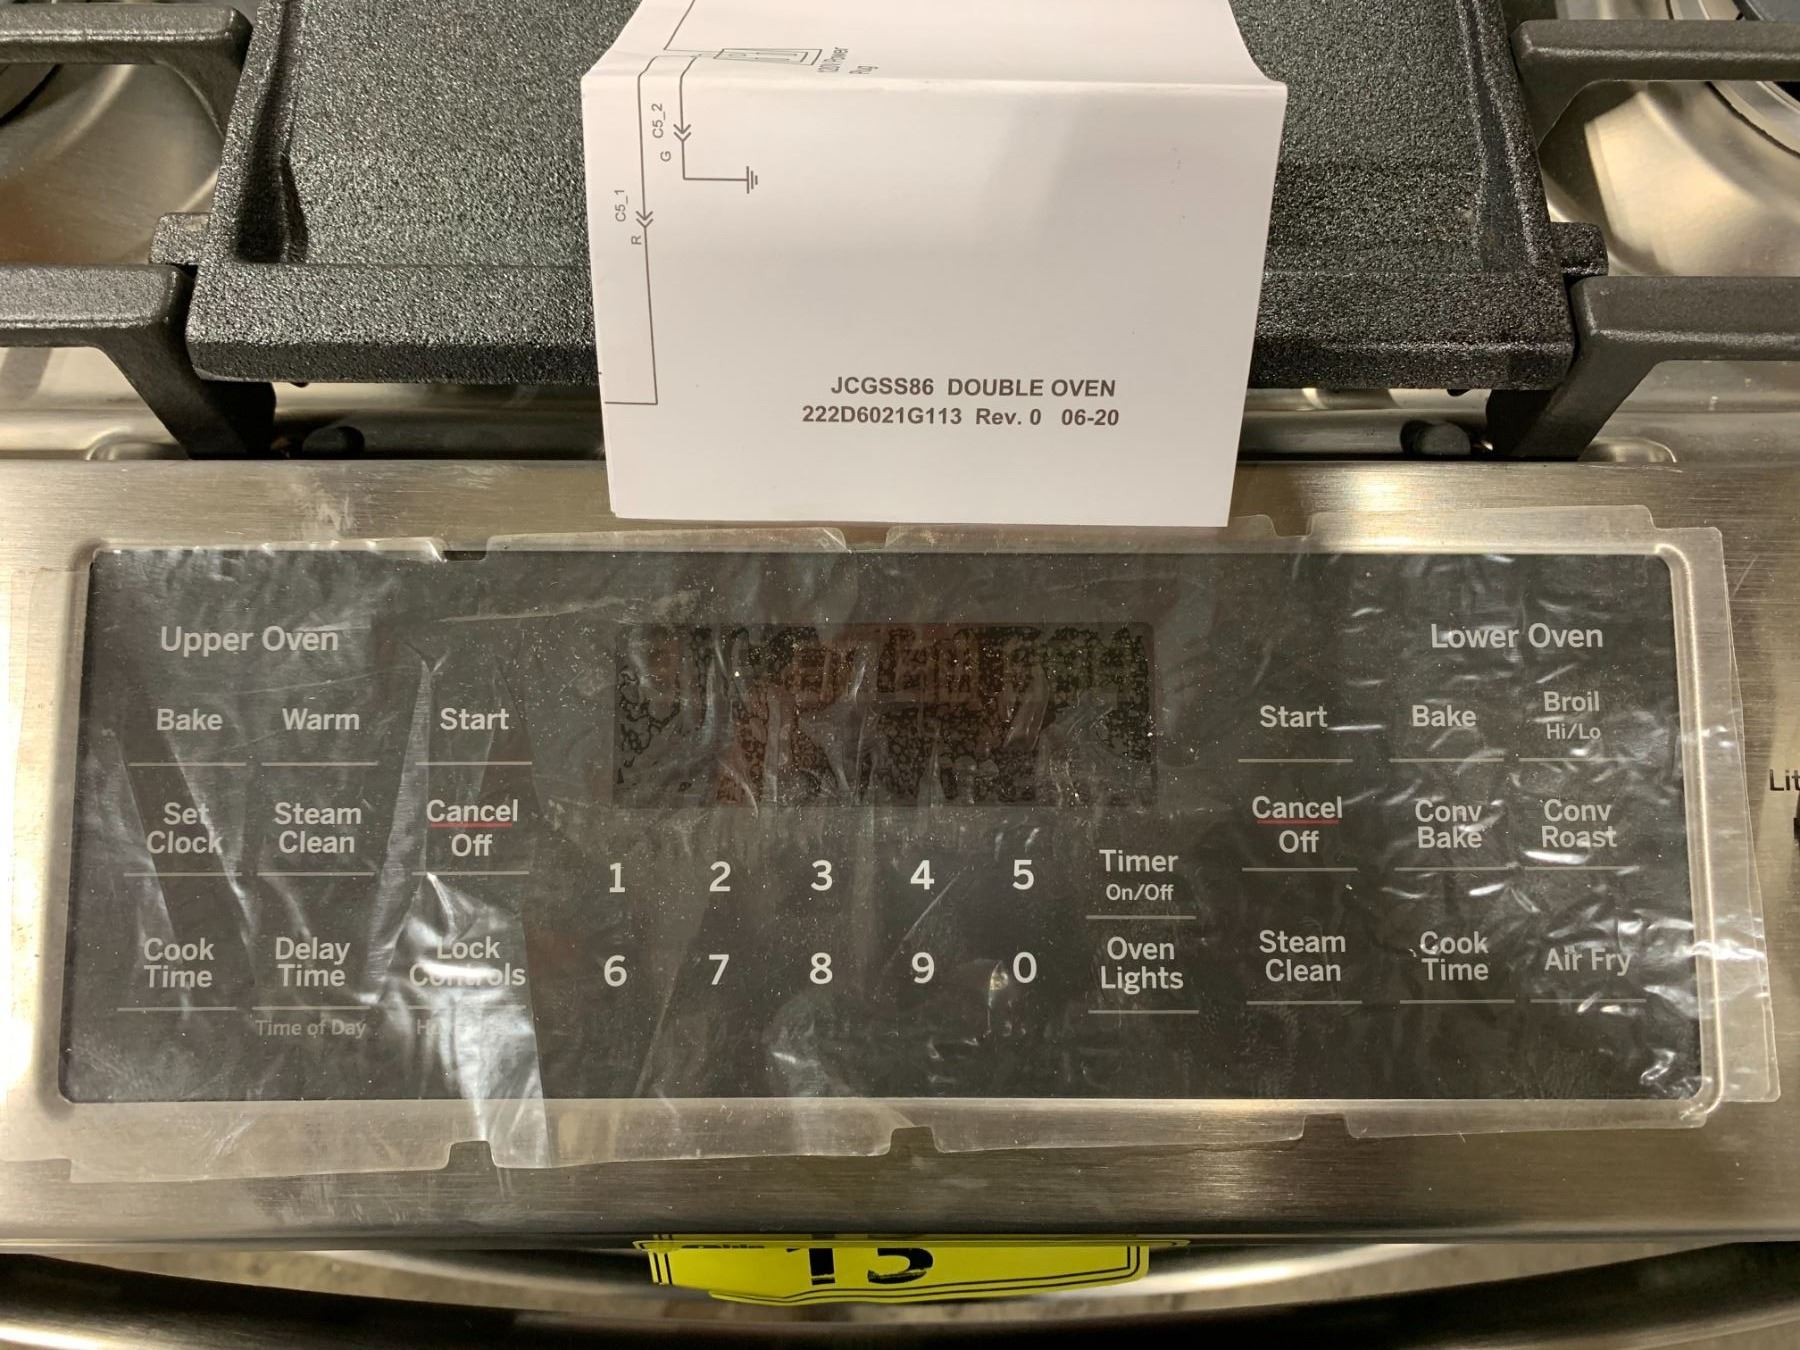 120V Power
Plug
C5_2
G
C5_1
R
JCGSS86 DOUBLE OVEN
222D6021G113 Rev. 0 06-20
Upper Oven
Lower Oven
Bake Warm Start
Start Bake Broil
Hi/Lo
Set
Clock
Steam
Clean
Cancel
Off
Cancel
Off
Conv
Bake
Conv
Roast
1 2 3 4 5
Timer
On/Off
Cook
Time
Delay
Time
Lock
Controls
6 7 8 9 0
Oven
Lights
Steam
Clean
Cook
Time
Air Fry
Time of Day
Lit